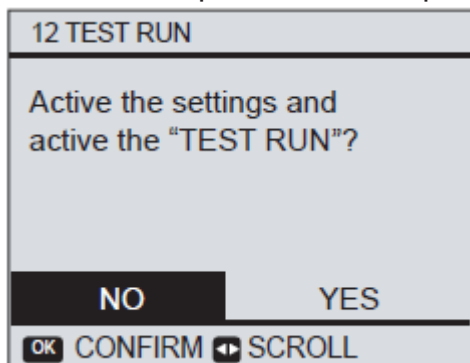 12 TEST RUN
Active the settings and
active the “TEST RUN”?
NO YES
OK CONFIRM SCROLL